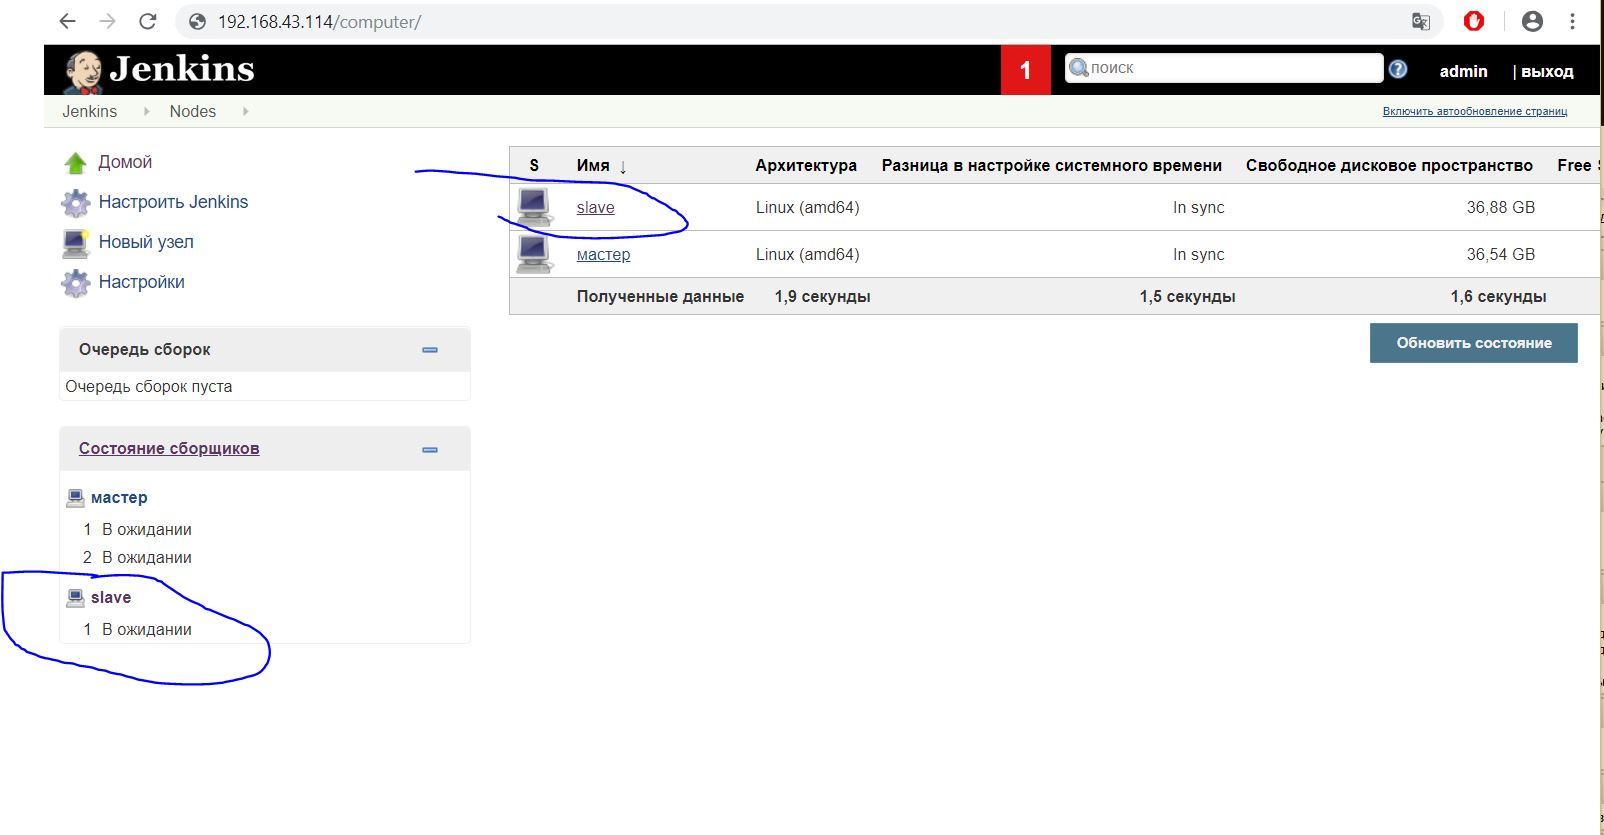 192.168.43.114/computer/
Jenkins
1
поиск
admin
| выход
Jenkins
Nodes
Включить автообновление страниц
Домой
Настроить Jenkins
Новый узел
Настройки
Очередь сборок
Очередь сборок пуста
Состояние сборщиков
мастер
1 В ожидании
2 В ожидании
slave
1 В ожидании
S Имя ↓ Архитектура Разница в настройке системного времени Свободное дисковое пространство Free
slave Linux (amd64) In sync 36,88 GB
мастер Linux (amd64) In sync 36,54 GB
Полученные данные 1,9 секунды 1,5 секунды 1,6 секунды
Обновить состояние